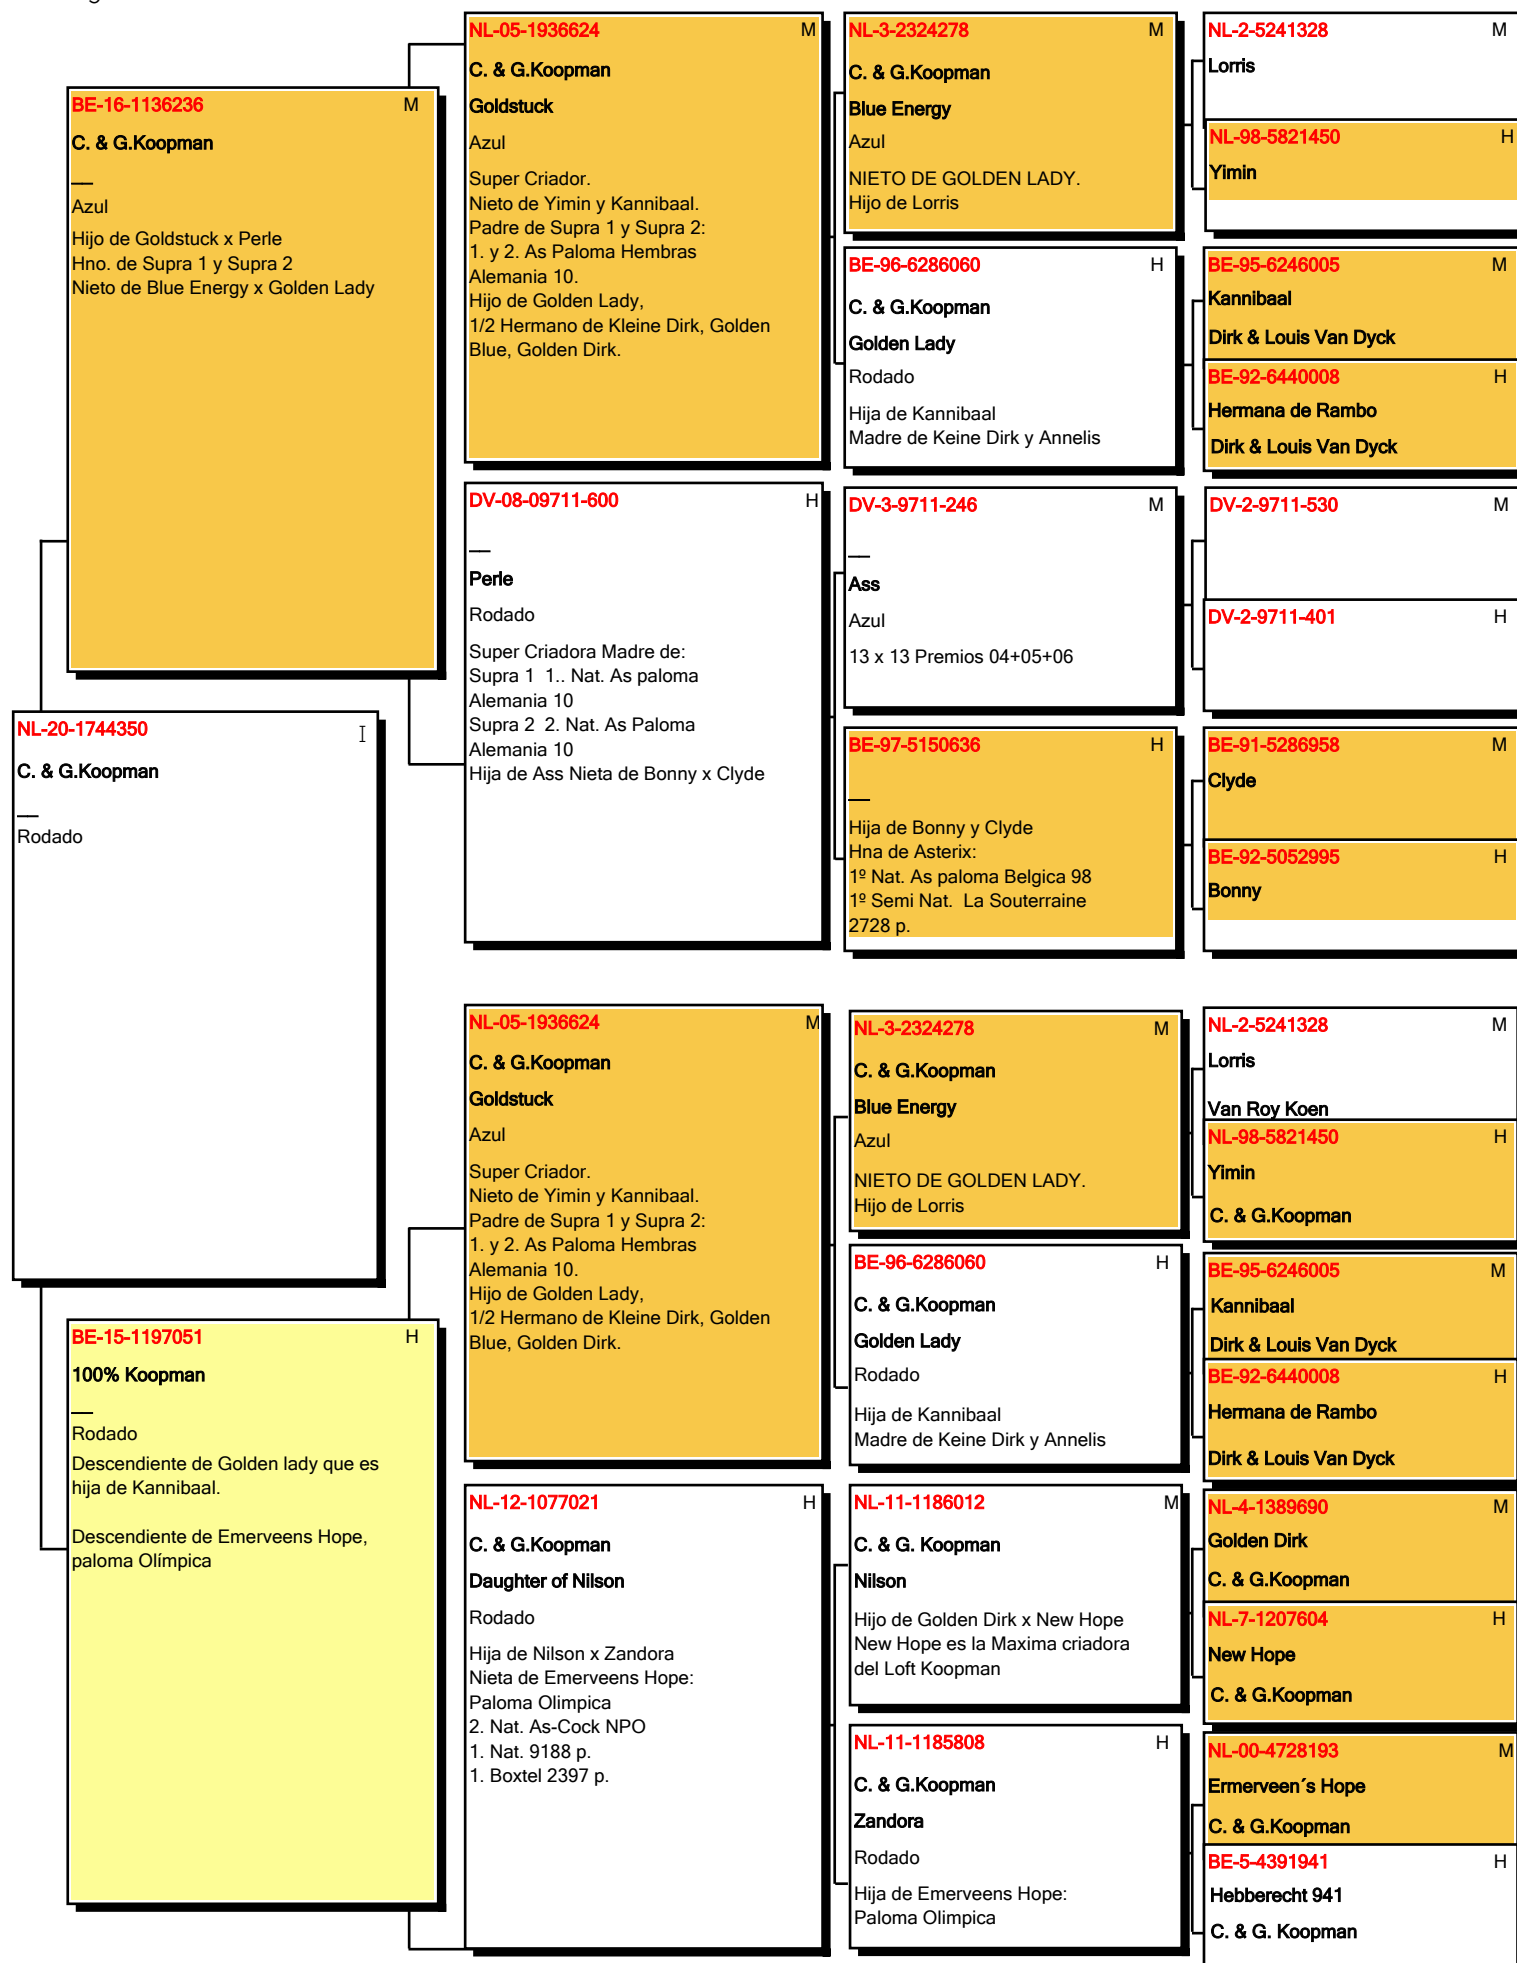 NL-20-1744350 I
C. & G.Koopman
__
Rodado
BE-16-1136236 M
C. & G.Koopman
__
Azul
Hijo de Goldstuck x Perle
Hno. de Supra 1 y Supra 2
Nieto de Blue Energy x Golden Lady
BE-15-1197051 H
100% Koopman
__
Rodado
Descendiente de Golden lady que es
hija de Kannibaal.
Descendiente de Emerveens Hope,
paloma Olímpica
NL-05-1936624 M
C. & G.Koopman
Goldstuck
Azul
Super Criador.
Nieto de Yimin y Kannibaal.
Padre de Supra 1 y Supra 2:
1. y 2. As Paloma Hembras
Alemania 10.
Hijo de Golden Lady,
1/2 Hermano de Kleine Dirk, Golden
Blue, Golden Dirk.
DV-08-09711-600 H
__
Perle
Rodado
Super Criadora Madre de:
Supra 1 1.. Nat. As paloma
Alemania 10
Supra 2 2. Nat. As Paloma
Alemania 10
Hija de Ass Nieta de Bonny x Clyde
NL-05-1936624 M
C. & G.Koopman
Goldstuck
Azul
Super Criador.
Nieto de Yimin y Kannibaal.
Padre de Supra 1 y Supra 2:
1. y 2. As Paloma Hembras
Alemania 10.
Hijo de Golden Lady,
1/2 Hermano de Kleine Dirk, Golden
Blue, Golden Dirk.
NL-12-1077021 H
C. & G.Koopman
Daughter of Nilson
Rodado
Hija de Nilson x Zandora
Nieta de Emerveens Hope:
Paloma Olimpica
2. Nat. As-Cock NPO
1. Nat. 9188 p.
1. Boxtel 2397 p.
NL-3-2324278 M
C. & G.Koopman
Blue Energy
Azul
NIETO DE GOLDEN LADY.
Hijo de Lorris
BE-96-6286060 H
C. & G.Koopman
Golden Lady
Rodado
Hija de Kannibaal
Madre de Keine Dirk y Annelis
DV-3-9711-246 M
__
Ass
Azul
13 x 13 Premios 04+05+06
BE-97-5150636 H
__
Hija de Bonny y Clyde
Hna de Asterix:
1º Nat. As paloma Belgica 98
1º Semi Nat. La Souterraine
2728 p.
NL-3-2324278 M
C. & G.Koopman
Blue Energy
Azul
NIETO DE GOLDEN LADY.
Hijo de Lorris
BE-96-6286060 H
C. & G.Koopman
Golden Lady
Rodado
Hija de Kannibaal
Madre de Keine Dirk y Annelis
NL-11-1186012 M
C. & G. Koopman
Nilson
Hijo de Golden Dirk x New Hope
New Hope es la Maxima criadora
del Loft Koopman
NL-11-1185808 H
C. & G.Koopman
Zandora
Rodado
Hija de Emerveens Hope:
Paloma Olimpica
NL-2-5241328 M
Lorris
NL-98-5821450 H
Yimin
BE-95-6246005 M
Kannibaal
Dirk & Louis Van Dyck
BE-92-6440008 H
Hermana de Rambo
Dirk & Louis Van Dyck
DV-2-9711-530 M
DV-2-9711-401 H
BE-91-5286958 M
Clyde
BE-92-5052995 H
Bonny
NL-2-5241328 M
Lorris
Van Roy Koen
NL-98-5821450 H
Yimin
C. & G.Koopman
BE-95-6246005 M
Kannibaal
Dirk & Louis Van Dyck
BE-92-6440008 H
Hermana de Rambo
Dirk & Louis Van Dyck
NL-4-1389690 M
Golden Dirk
C. & G.Koopman
NL-7-1207604 H
New Hope
C. & G.Koopman
NL-00-4728193 M
Ermerveen´s Hope
C. & G.Koopman
BE-5-4391941 H
Hebberecht 941
C. & G. Koopman